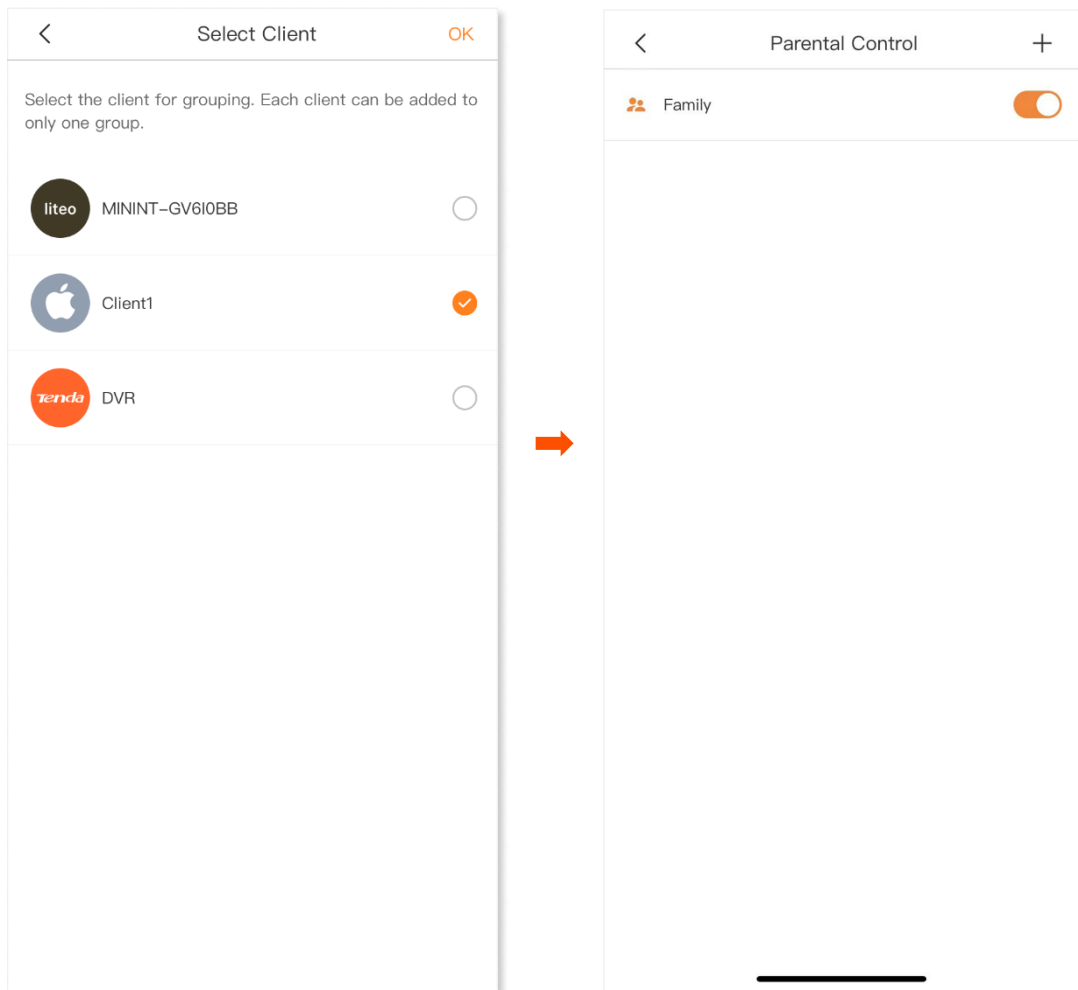 Select Client
OK
Select the client for grouping. Each client can be added to
only one group.
liteo
MININT-GV6I0BB
Client1
Tenda
DVR
Parental Control
Family